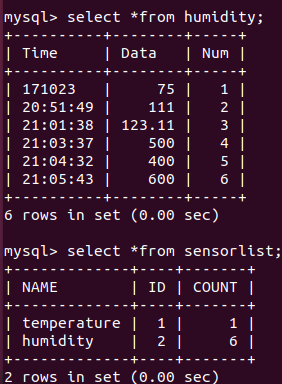 mysql> select *from humidity;
+----------+--------+-----+
| Time     | Data   | Num |
+----------+--------+-----+
| 171023   |     75 |   1 |
| 20:51:49 |    111 |   2 |
| 21:01:38 | 123.11 |   3 |
| 21:03:37 |    500 |   4 |
| 21:04:32 |    400 |   5 |
| 21:05:43 |    600 |   6 |
+----------+--------+-----+
6 rows in set (0.00 sec)

mysql> select *from sensorlist;
+-------------+----+-------+
| NAME        | ID | COUNT |
+-------------+----+-------+
| temperature |  1 |     1 |
| humidity    |  2 |     6 |
+-------------+----+-------+
2 rows in set (0.00 sec)